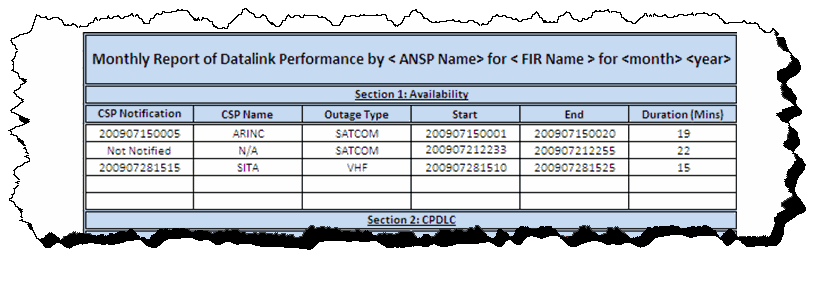 Monthly Report of Datalink Performance by < ANSP Name> for < FIR Name > for <month> <year>
Section 1: Availability
CSP Notification CSP Name Outage Type Start End Duration (Mins)
200907150005 ARINC SATCOM 200907150001 200907150020 19
Not Notified N/A SATCOM 200907212233 200907212255 22
200907281515 SITA VHF 200907281510 200907281525 15
Section 2: CPDLC